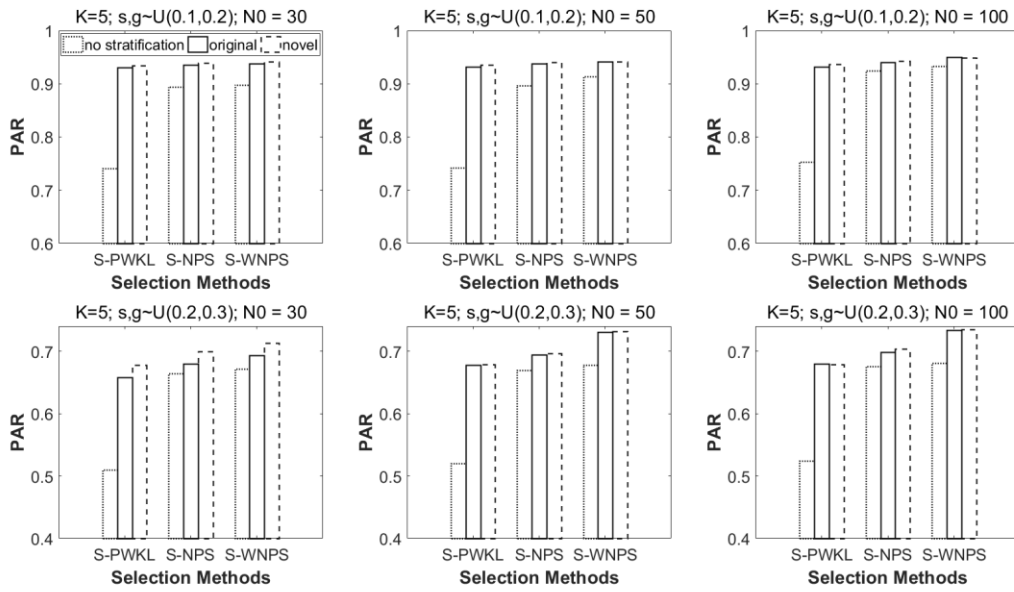 K=5; s,g~U(0.1,0.2); N0 = 30
1
0.9
0.8
0.7
0.6
PAR
no stratification original novel
S-PWKL S-NPS S-WNPS
Selection Methods
K=5; s,g~U(0.1,0.2); N0 = 50
1
0.9
0.8
0.7
0.6
PAR
S-PWKL S-NPS S-WNPS
Selection Methods
K=5; s,g~U(0.1,0.2); N0 = 100
1
0.9
0.8
0.7
0.6
PAR
S-PWKL S-NPS S-WNPS
Selection Methods
K=5; s,g~U(0.2,0.3); N0 = 30
0.7
0.6
0.5
0.4
PAR
S-PWKL S-NPS S-WNPS
Selection Methods
K=5; s,g~U(0.2,0.3); N0 = 50
0.7
0.6
0.5
0.4
PAR
S-PWKL S-NPS S-WNPS
Selection Methods
K=5; s,g~U(0.2,0.3); N0 = 100
0.7
0.6
0.5
0.4
PAR
S-PWKL S-NPS S-WNPS
Selection Methods